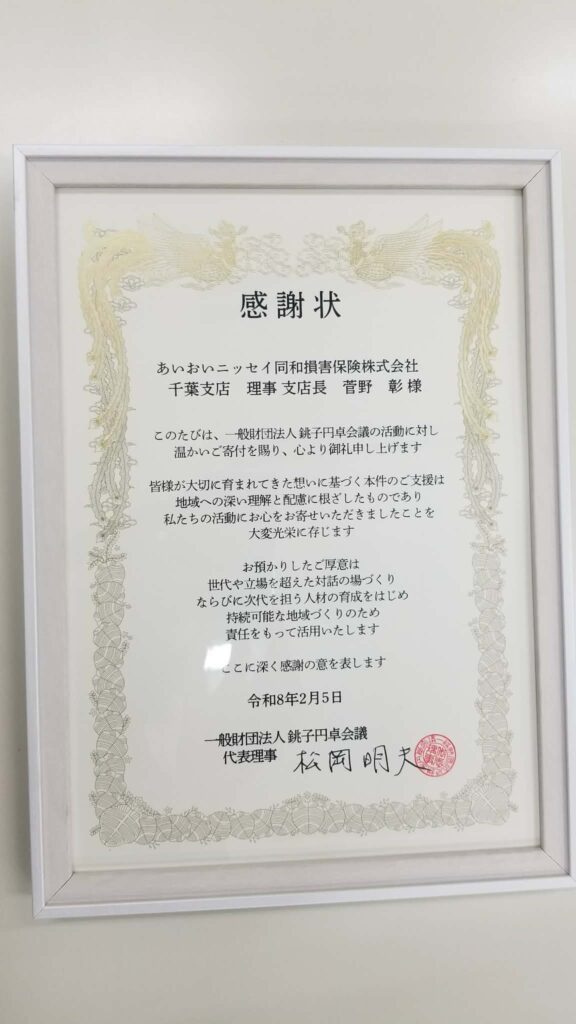 感謝状
あいおいニッセイ同和損害保険株式会社
千葉支店　理事 支店長　菅野　彰 様
このたびは、一般財団法人 銚子円卓会議の活動に対し
温かいご寄付を賜り、心より御礼申し上げます
皆様が大切に育まれてきた想いに基づく本件のご支援は
地域への深い理解と配慮に根ざしたものであり
私たちの活動にお心をお寄せいただきましたことを
大変光栄に存じます
お預かりしたご厚意は
世代や立場を超えた対話の場づくり
ならびに次代を担う人材の育成をはじめ
持続可能な地域づくりのため
責任をもって活用いたします
ここに深く感謝の意を表します
令和8年2月5日
一般財団法人 銚子円卓会議
代表理事　松岡明夫